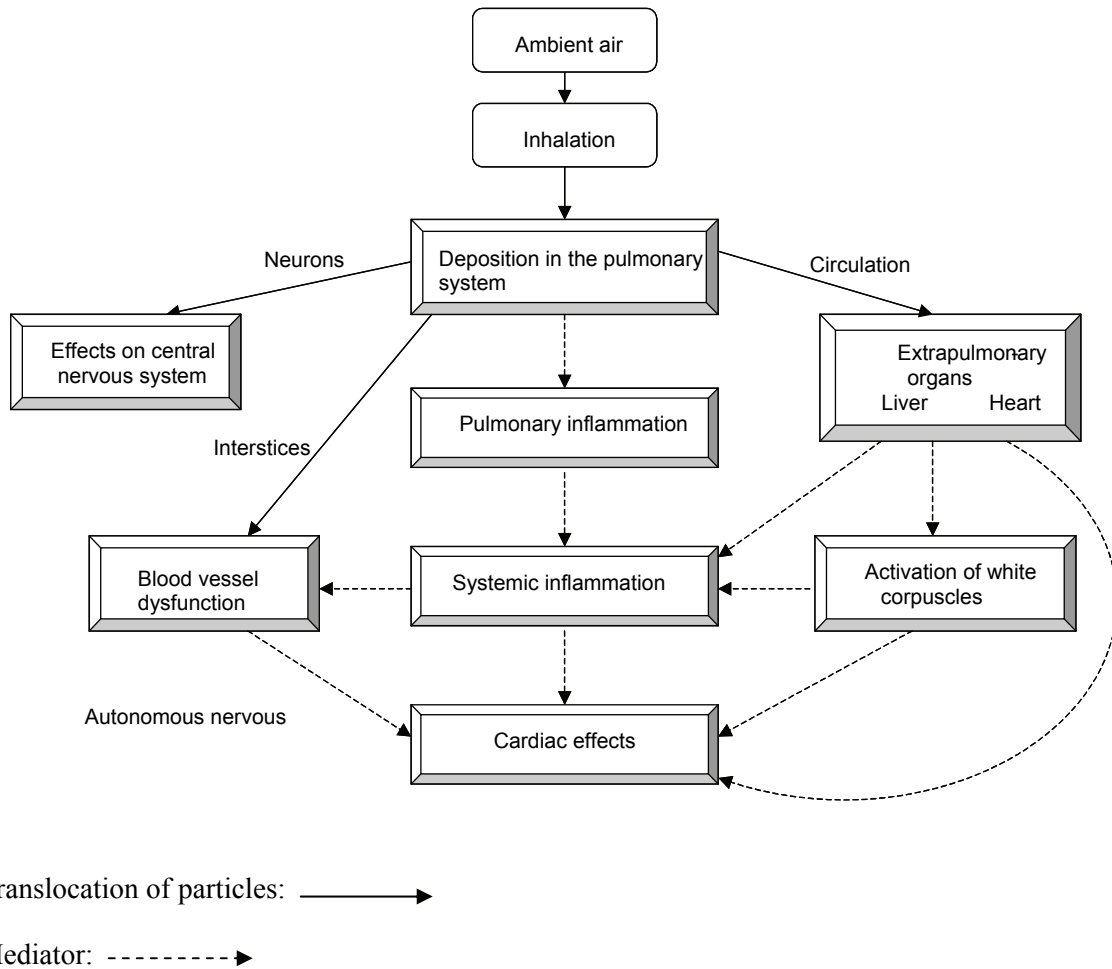 Ambient air
Inhalation
Deposition in the pulmonary
system
Neurons
Circulation
Effects on central
nervous system
Extrapulmonary
organs
Liver Heart
Pulmonary inflammation
Interstices
Blood vessel
dysfunction
Systemic inflammation
Activation of white
corpuscles
Autonomous nervous
Cardiac effects
ranslocation of particles:
Mediator: